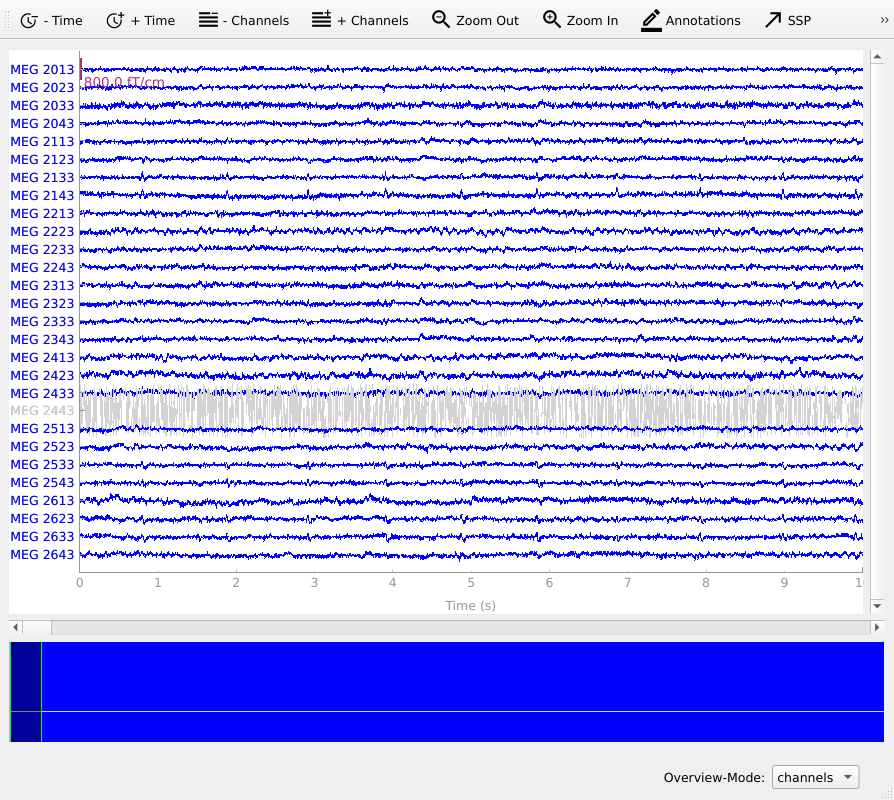 - Time + Time - Channels + Channels Zoom Out Zoom In Annotations SSP »
MEG 2013
800.0 fT/cm
MEG 2023
MEG 2033
MEG 2043
MEG 2113
MEG 2123
MEG 2133
MEG 2143
MEG 2213
MEG 2223
MEG 2233
MEG 2243
MEG 2313
MEG 2323
MEG 2333
MEG 2343
MEG 2413
MEG 2423
MEG 2433
MEG 2443
MEG 2513
MEG 2523
MEG 2533
MEG 2543
MEG 2613
MEG 2623
MEG 2633
MEG 2643
0 1 2 3 4 5 6 7 8 9 1
Time (s)
Overview-Mode: channels